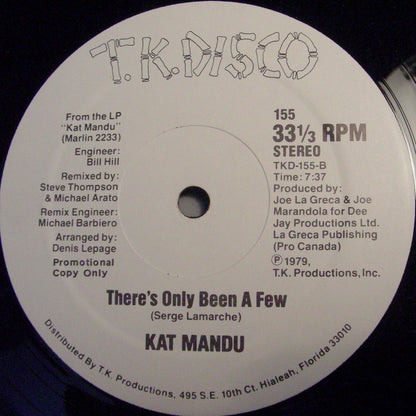 T.K. DISCO
From the LP
"Kat Mandu"
(Marlin 2233)
Engineer:
Bill Hill
Remixed by:
Steve Thompson
& Michael Arato
Remix Engineer:
Michael Barbiero
Arranged by:
Denis Lepage
Promotional
Copy Only
155
33 1/3 RPM
STEREO
TKD-155-B
Time: 7:37
Produced by:
Joe La Greca & Joe
Marandola for Dee
Jay Productions Ltd.
La Greca Publishing
(Pro Canada)
Ⓟ1979,
T.K. Productions, Inc.
There's Only Been A Few
(Serge Lamarche)
KAT MANDU
Distributed By T.K. Productions, 495 S.E. 10th Ct. Hialeah, Florida 33010